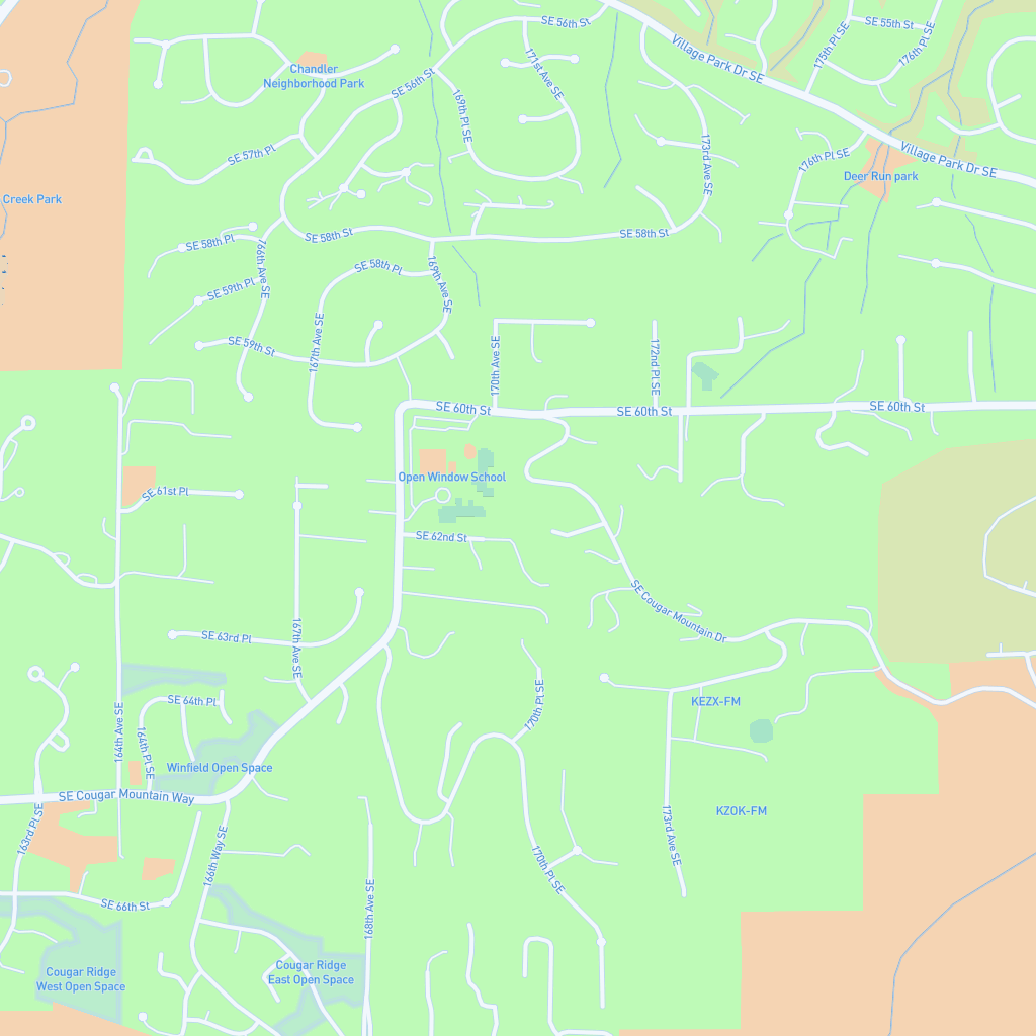 SE 56th St
SE 55th St
175th Pl SE
176th Pl SE
Village Park Dr SE
171st Ave SE
Chandler
Neighborhood Park
SE 56th St
169th Pl SE
173rd Ave SE
SE 57th Pl
176th Pl SE
Village Park Dr SE
Deer Run park
Creek Park
SE 58th Pl
SE 58th St
SE 58th St
166th Ave SE
SE 58th Pl
169th Ave SE
SE 59th Pl
SE 59th St
167th Ave SE
170th Ave SE
172nd Pl SE
SE 60th St
SE 60th St
SE 60th St
Open Window School
SE 61st Pl
SE 62nd St
SE Cougar Mountain Dr
SE 63rd Pl
167th Ave SE
SE 64th Pl
164th Ave SE
164th Pl SE
170th Pl SE
KEZX-FM
Winfield Open Space
SE Cougar Mountain Way
KZOK-FM
163rd Pl SE
166th Way SE
173rd Ave SE
170th Pl SE
168th Ave SE
SE 66th St
Cougar Ridge
West Open Space
Cougar Ridge
East Open Space